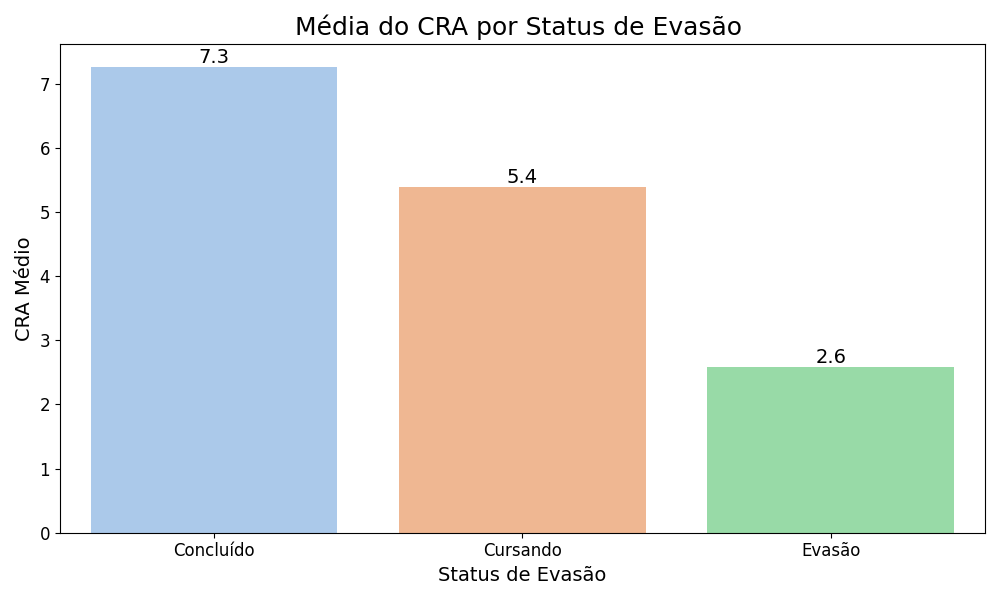 Média do CRA por Status de Evasão
7.3
5.4
2.6
7
6
5
4
3
2
1
0
CRA Médio
Concluído
Cursando
Evasão
Status de Evasão